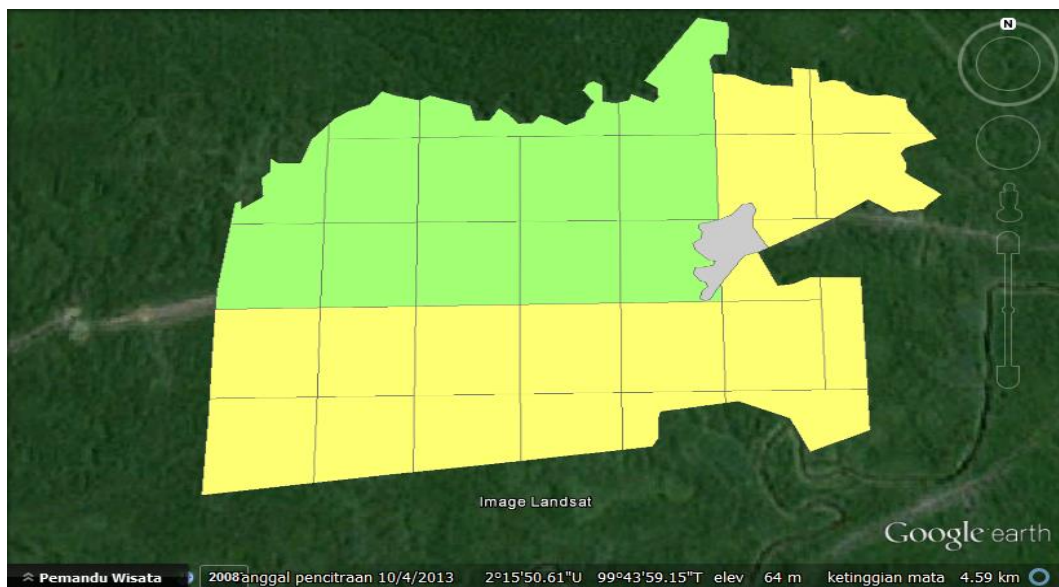 N
Image Landsat
Google earth
Pemandu Wisata 2008 anggal pencitraan 10/4/2013 2°15'50.61"U 99°43'59.15"T elev 64 m ketinggian mata 4.59 km